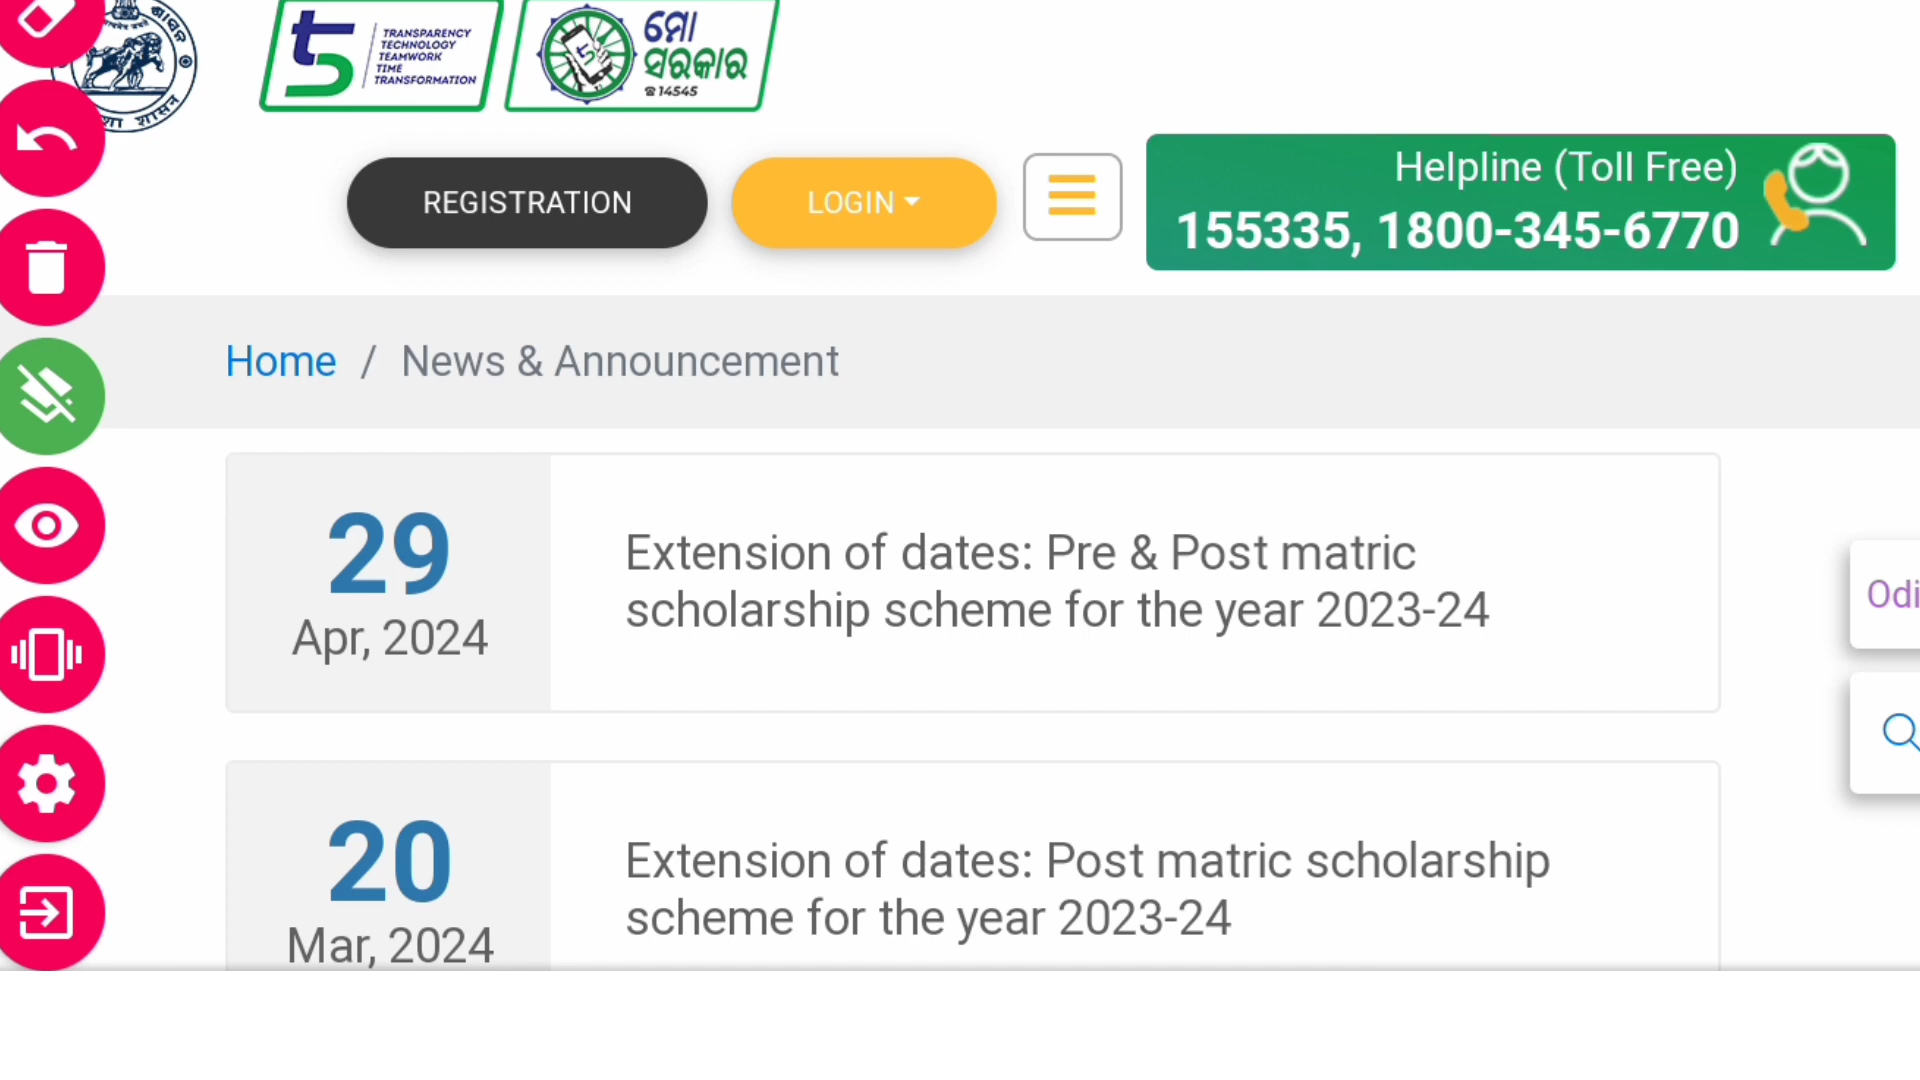 TRANSPARENCY
TECHNOLOGY
TEAMWORK
TIME
TRANSFORMATION
ମୋ
ସରକାର
☎14545
REGISTRATION
LOGIN
Helpline (Toll Free)
155335, 1800-345-6770
Home / News & Announcement
29
Apr, 2024
Extension of dates: Pre & Post matric
scholarship scheme for the year 2023-24
Odi
20
Mar, 2024
Extension of dates: Post matric scholarship
scheme for the year 2023-24